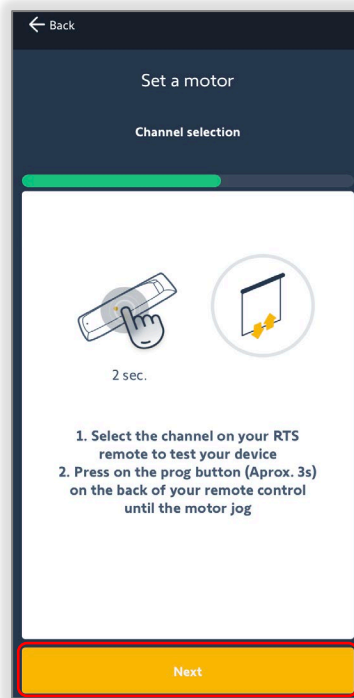 Back
Set a motor
Channel selection
2 sec.
1. Select the channel on your RTS
remote to test your device
2. Press on the prog button (Aprox. 3s)
on the back of your remote control
until the motor jog
Next